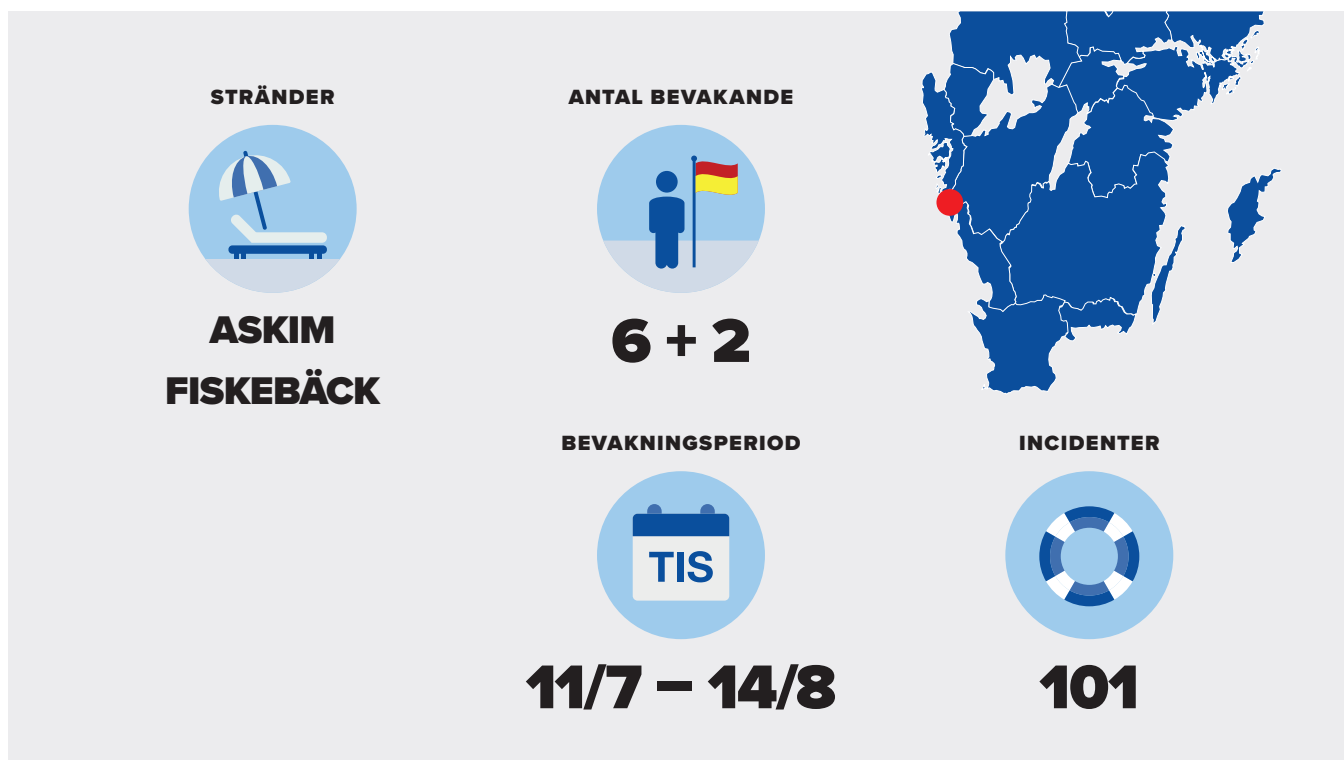 STRÄNDER
ASKIM
FISKEBÄCK
ANTAL BEVAKANDE
6 + 2
BEVAKNINGSPERIOD
TIS
11/7 – 14/8
INCIDENTER
101